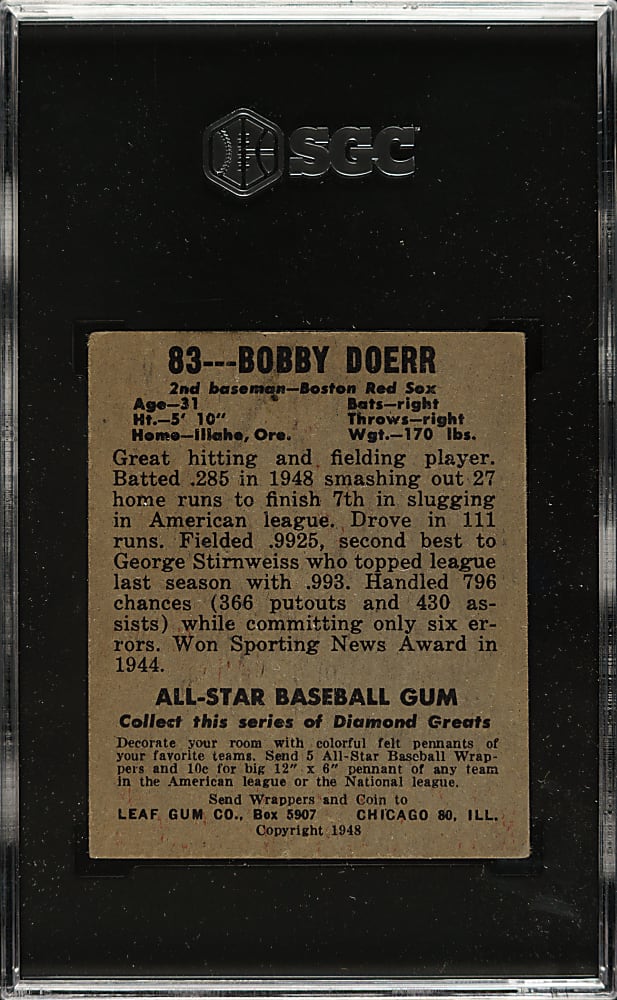 SGC
83---BOBBY DOERR
2nd baseman—Boston Red Sox
Age—31 Bats—right
Ht.—5' 10" Throws—right
Home—Illahe, Ore. Wgt.—170 lbs.
Great hitting and fielding player.
Batted .285 in 1948 smashing out 27
home runs to finish 7th in slugging
in American league. Drove in 111
runs. Fielded .9925, second best to
George Stirnweiss who topped league
last season with .993. Handled 796
chances (366 putouts and 430 as-
sists) while committing only six er-
rors. Won Sporting News Award in
1944.
ALL-STAR BASEBALL GUM
Collect this series of Diamond Greats
Decorate your room with colorful felt pennants of
your favorite teams. Send 5 All-Star Baseball Wrap-
pers and 10c for big 12" x 6" pennant of any team
in the American league or the National league.
Send Wrappers and Coin to
LEAF GUM CO., Box 5907 CHICAGO 80, ILL.
Copyright 1948